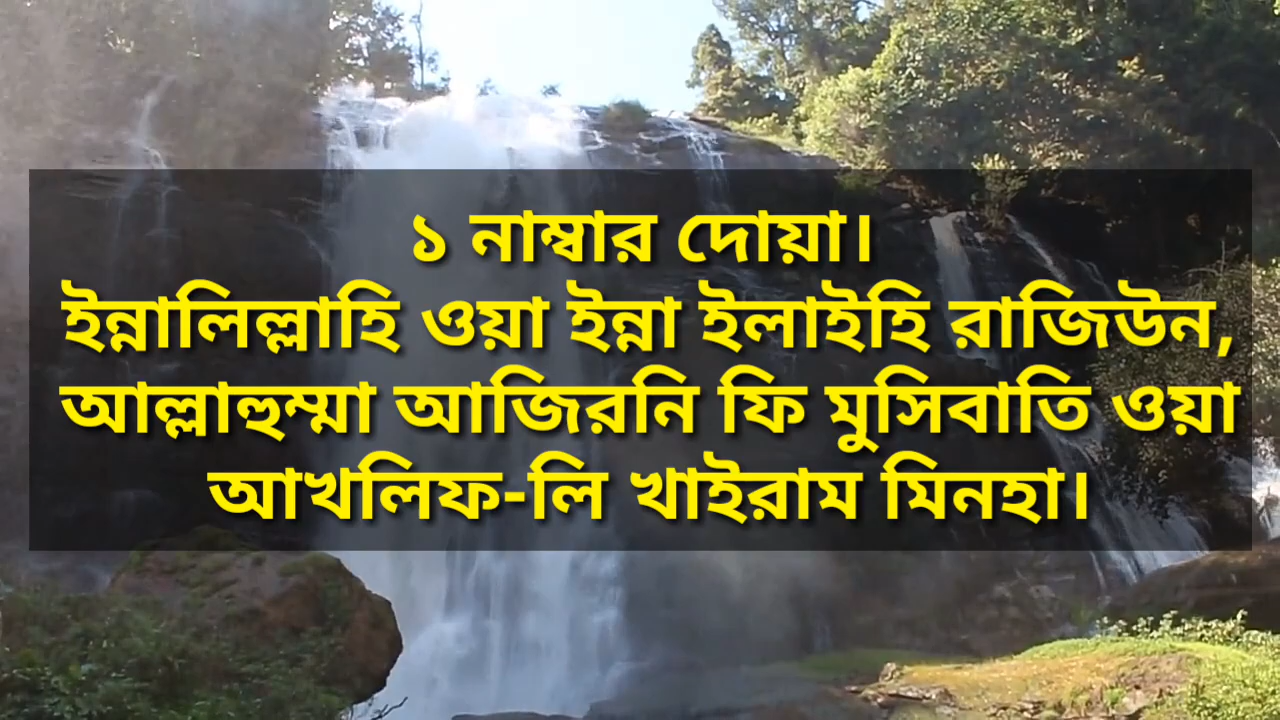 ১ নাম্বার দোয়া।
ইন্নালিল্লাহি ওয়া ইন্না ইলাইহি রাজিউন,
আল্লাহুম্মা আজিরনি ফি মুসিবাতি ওয়া
আখলিফ-লি খাইরাম মিনহা।